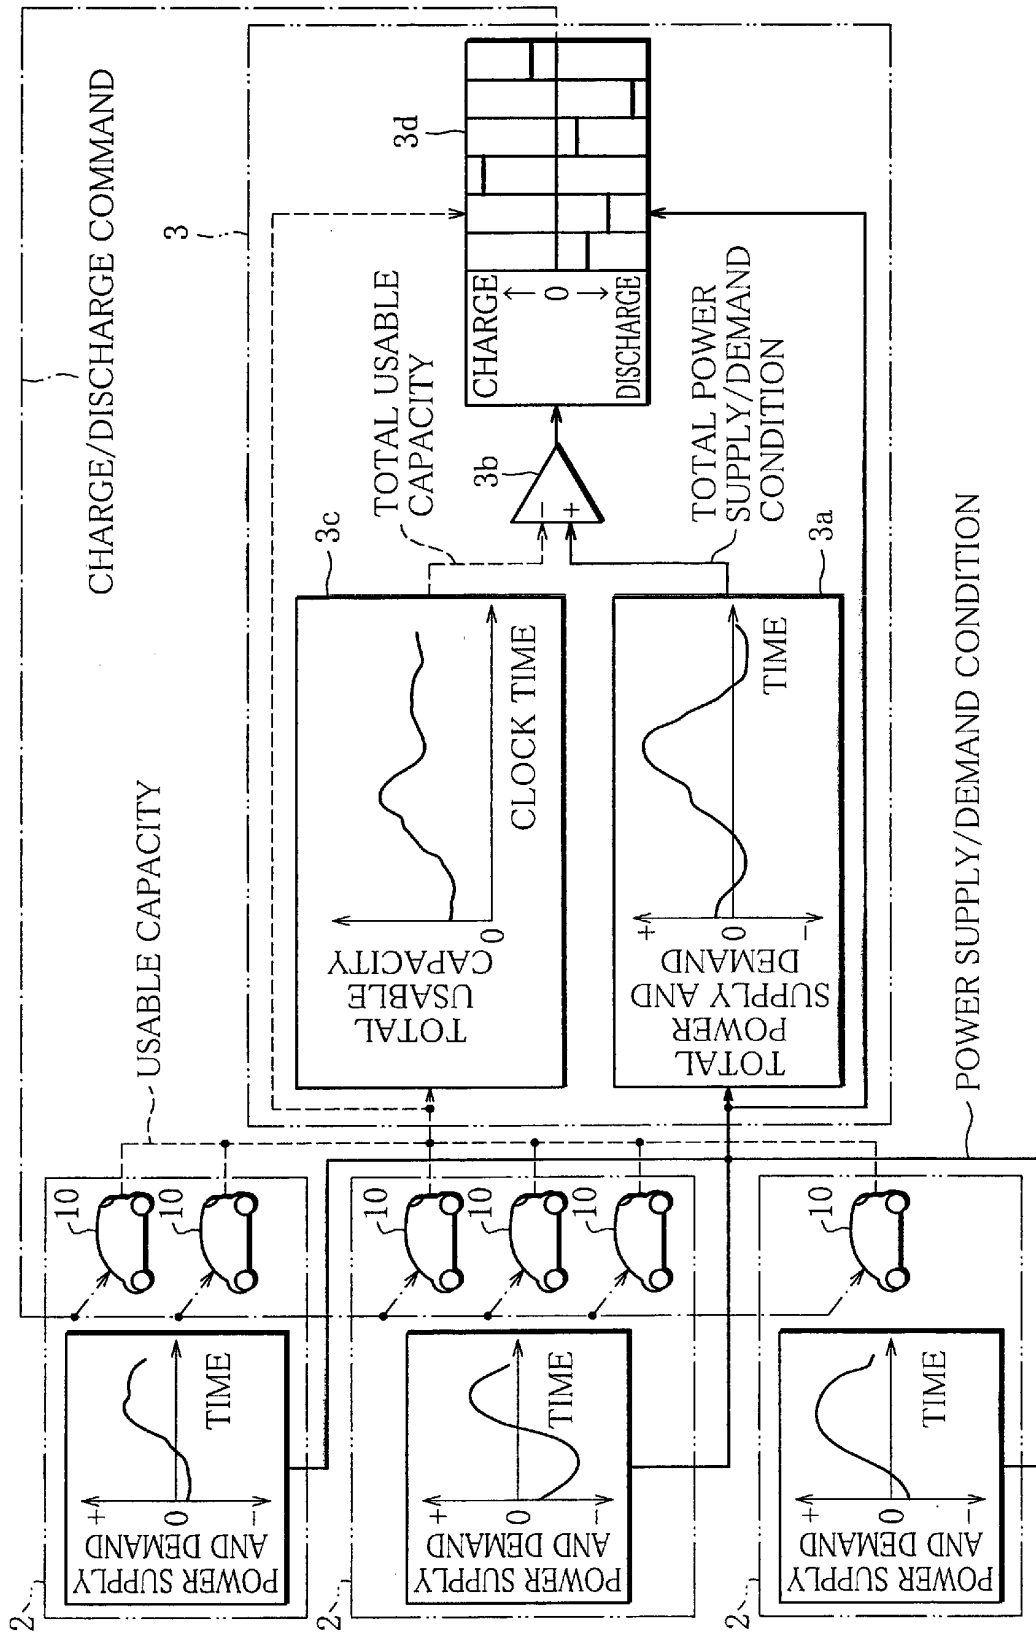 CHARGE/DISCHARGE COMMAND
3
USABLE CAPACITY
3c
TOTAL
USABLE
CAPACITY
0
CLOCK TIME
TOTAL USABLE
CAPACITY
3b
-
+
3d
CHARGE
0
DISCHARGE
TOTAL POWER
SUPPLY/DEMAND
CONDITION
3a
TOTAL
POWER
SUPPLY AND
DEMAND
+
0
-
TIME
POWER SUPPLY/DEMAND CONDITION
2
POWER SUPPLY
AND DEMAND
+
0
-
TIME
10
10
2
POWER SUPPLY
AND DEMAND
+
0
-
TIME
10
10
10
2
POWER SUPPLY
AND DEMAND
+
0
-
TIME
10